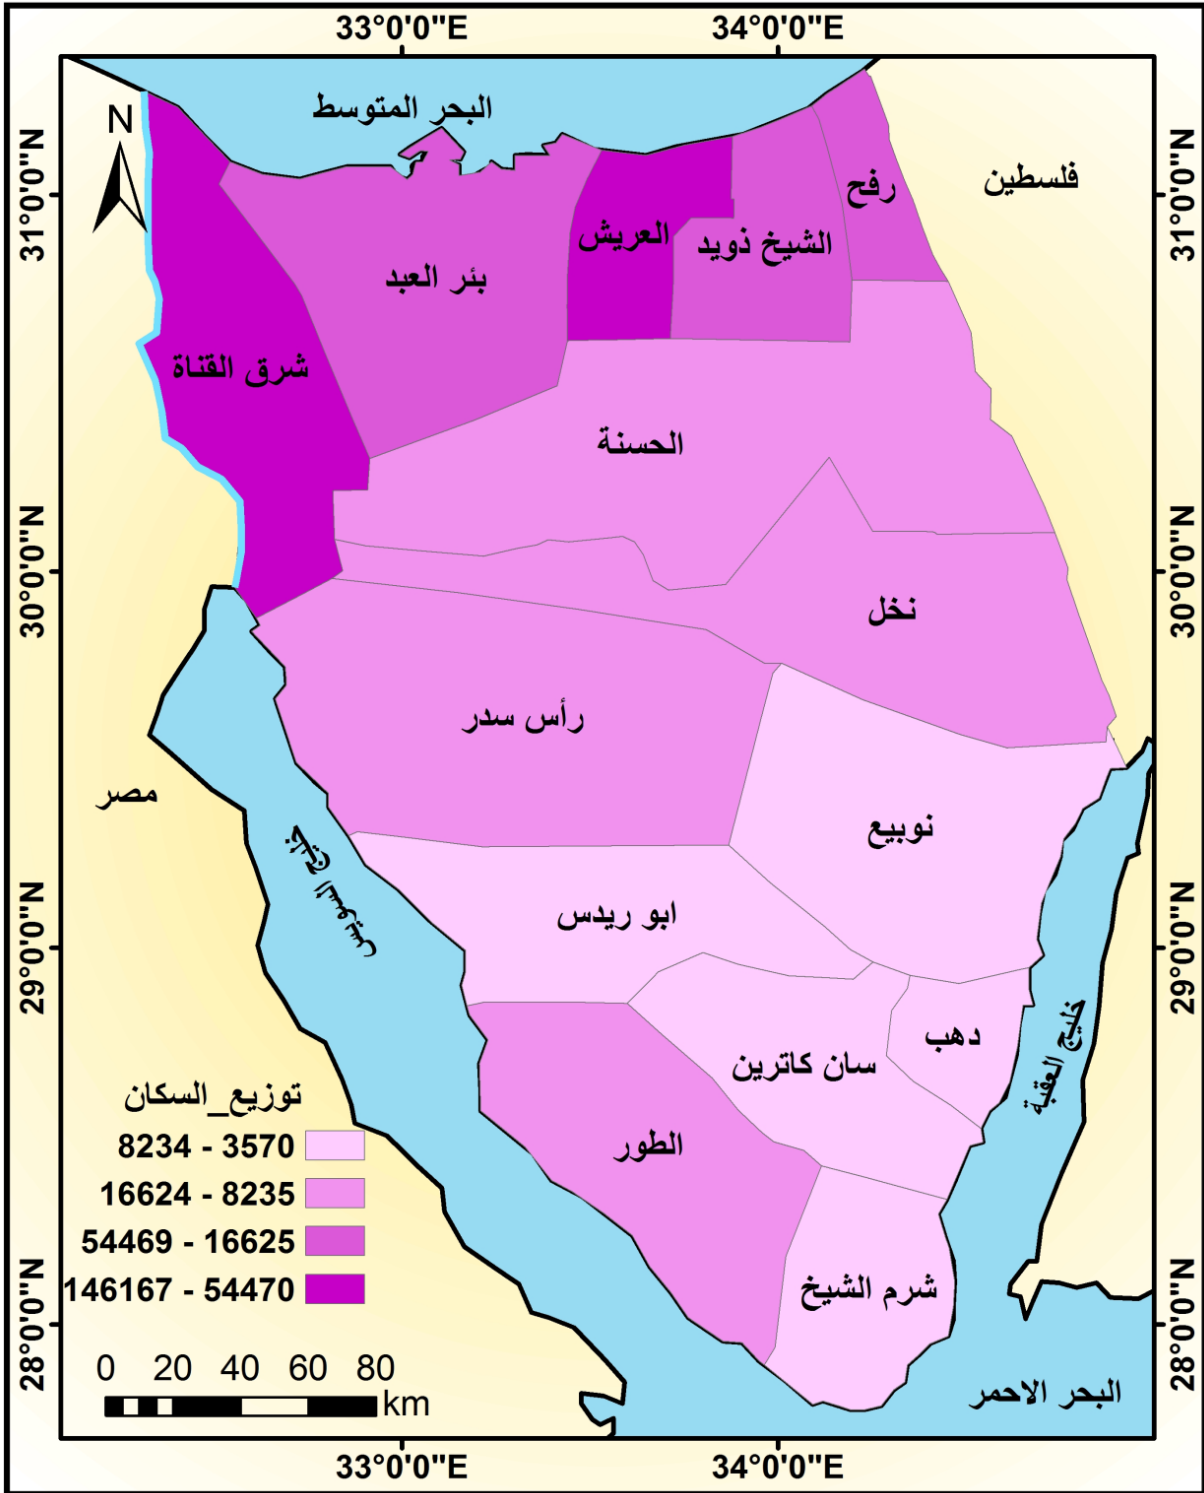 33°0'0"E
34°0'0"E
البحر المتوسط
N
31°0'0"N
31°0'0"N
فلسطين
رفح
الشيخ ذويد
العريش
بئر العبد
شرق القناة
الحسنة
30°0'0"N
30°0'0"N
نخل
رأس سدر
مصر
نوبيع
خليج السويس
ابو ريدس
29°0'0"N
29°0'0"N
دهب
سان كاترين
خليج العقبة
الطور
شرم الشيخ
توزيع_السكان
8234 - 3570
16624 - 8235
54469 - 16625
146167 - 54470
28°0'0"N
28°0'0"N
0 20 40 60 80
km
البحر الاحمر
33°0'0"E
34°0'0"E